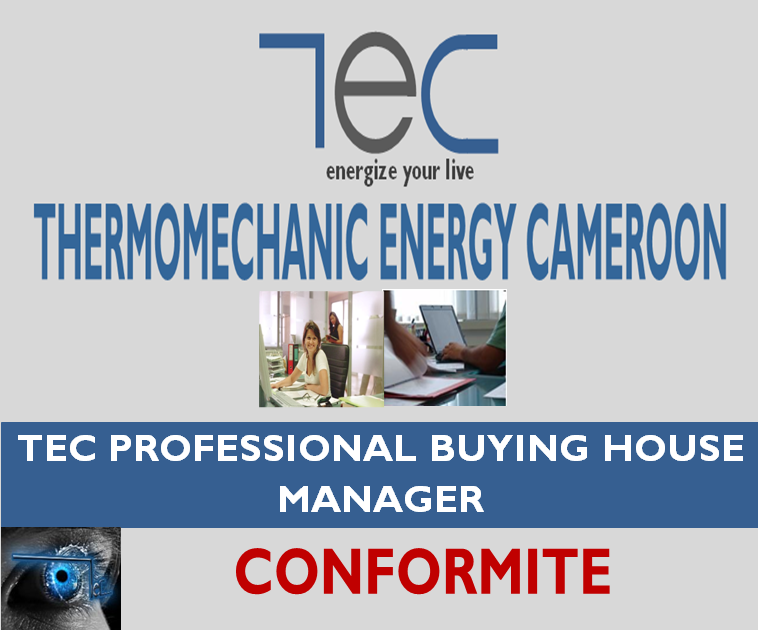 TEC
energize your live
THERMOMECHANIC ENERGY CAMEROON
TEC PROFESSIONAL BUYING HOUSE
MANAGER
CONFORMITE